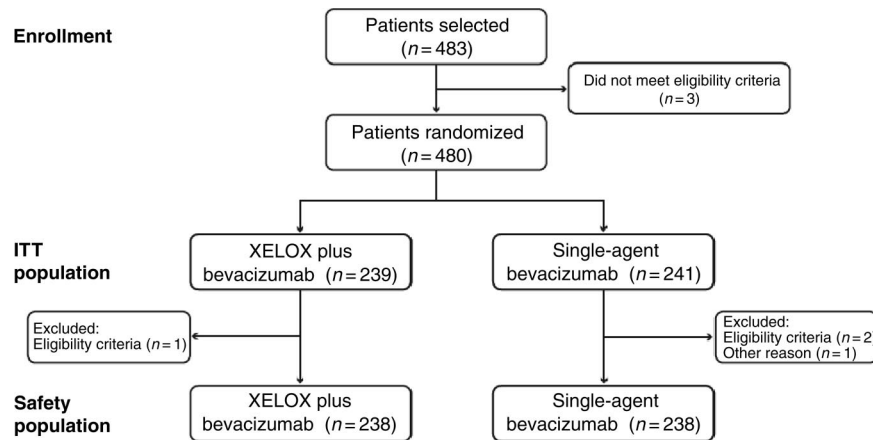 Enrollment
Patients selected
(n=483)
Did not meet eligibility criteria
(n=3)
Patients randomized
(n=480)
ITT
population
XELOX plus
bevacizumab (n=239)
Single-agent
bevacizumab (n=241)
Excluded:
Eligibility criteria (n=1)
Excluded:
Eligibility criteria (n=2)
Other reason (n=1)
Safety
population
XELOX plus
bevacizumab (n=238)
Single-agent
bevacizumab (n=238)